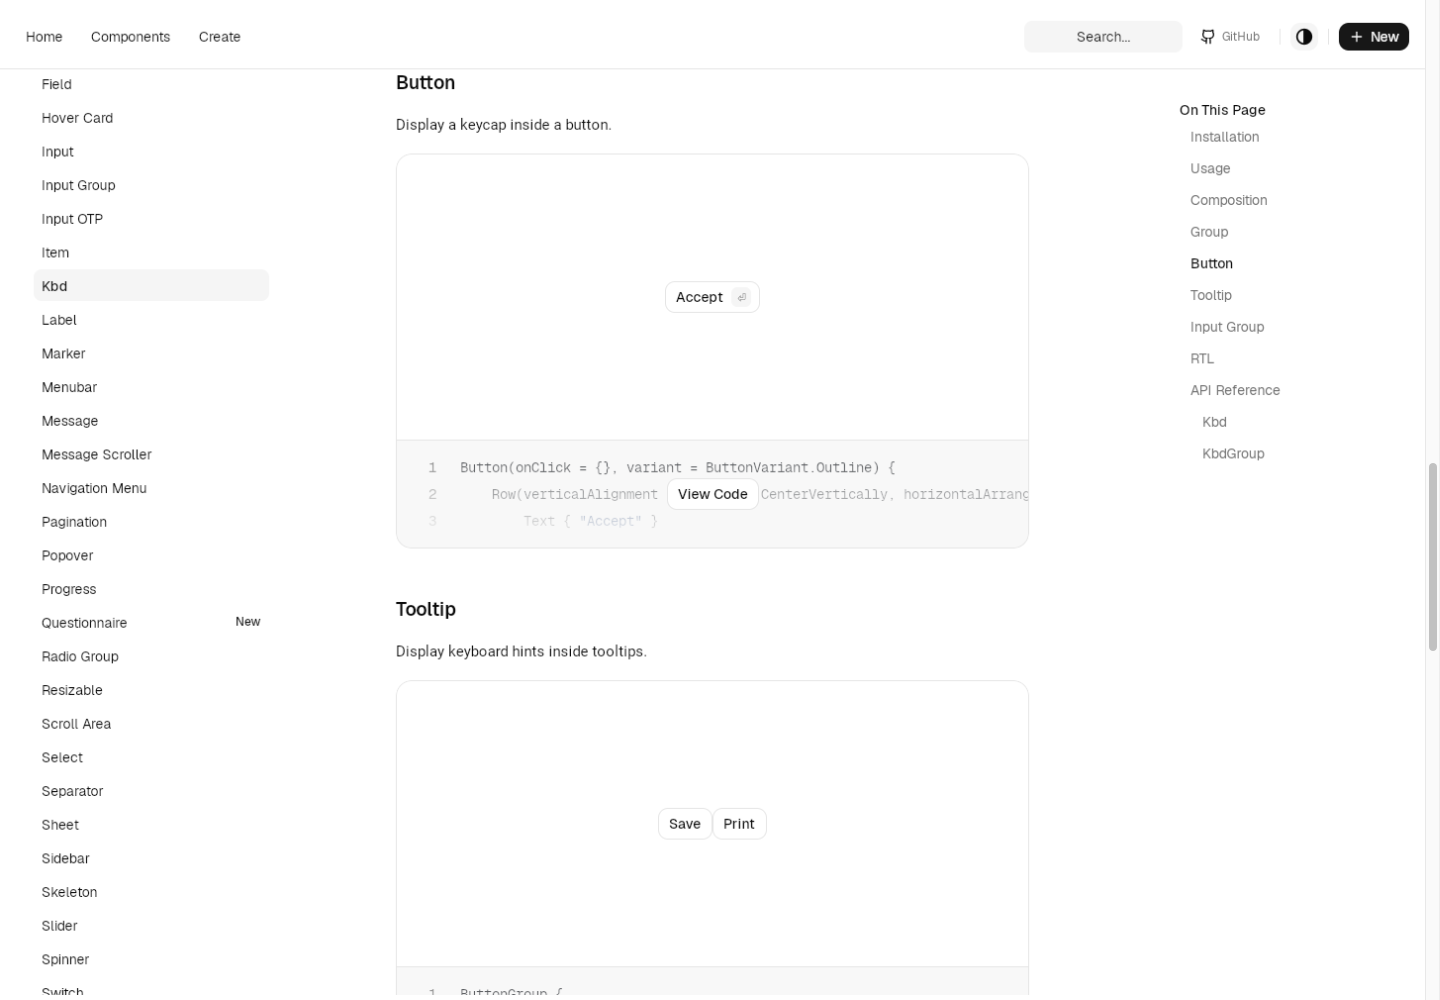 Home Components Create Search... GitHub New
Field
Hover Card
Input
Input Group
Input OTP
Item
Kbd
Label
Marker
Menubar
Message
Message Scroller
Navigation Menu
Pagination
Popover
Progress
Questionnaire New
Radio Group
Resizable
Scroll Area
Select
Separator
Sheet
Sidebar
Skeleton
Slider
Spinner
Switch
Button
Display a keycap inside a button.
Accept ⏎
1 Button(onClick = {}, variant = ButtonVariant.Outline) {
2 Row(verticalAlignment View Code CenterVertically, horizontalArrang
3 Text { "Accept" }
Tooltip
Display keyboard hints inside tooltips.
Save Print
1 ButtonGroup {
On This Page
Installation
Usage
Composition
Group
Button
Tooltip
Input Group
RTL
API Reference
Kbd
KbdGroup